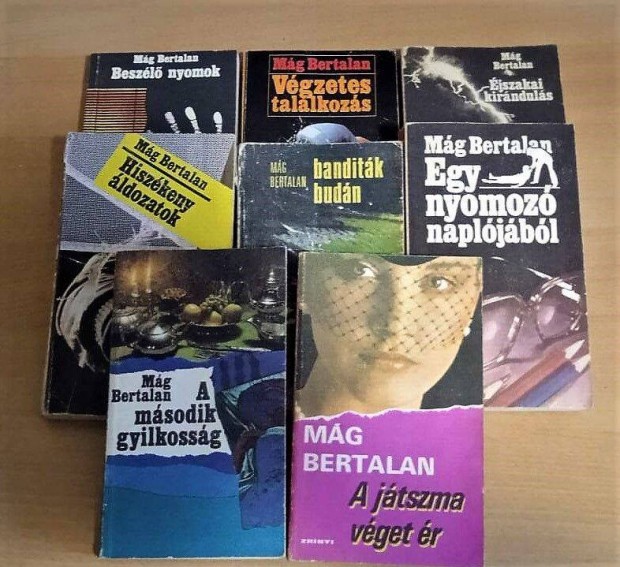 Mág Bertalan
Beszélő nyomok
Mág Bertalan
Végzetes
találkozás
Mág
Bertalan
Éjszakai
kirándulás
Mág Bertalan
Hiszékeny
áldozatok
MÁG
BERTALAN
banditák
budán
Mág Bertalan
Egy
nyomozó
naplójából
Mág
Bertalan
A
második
gyilkosság
MÁG
BERTALAN
A játszma
véget ér
ZRINYI